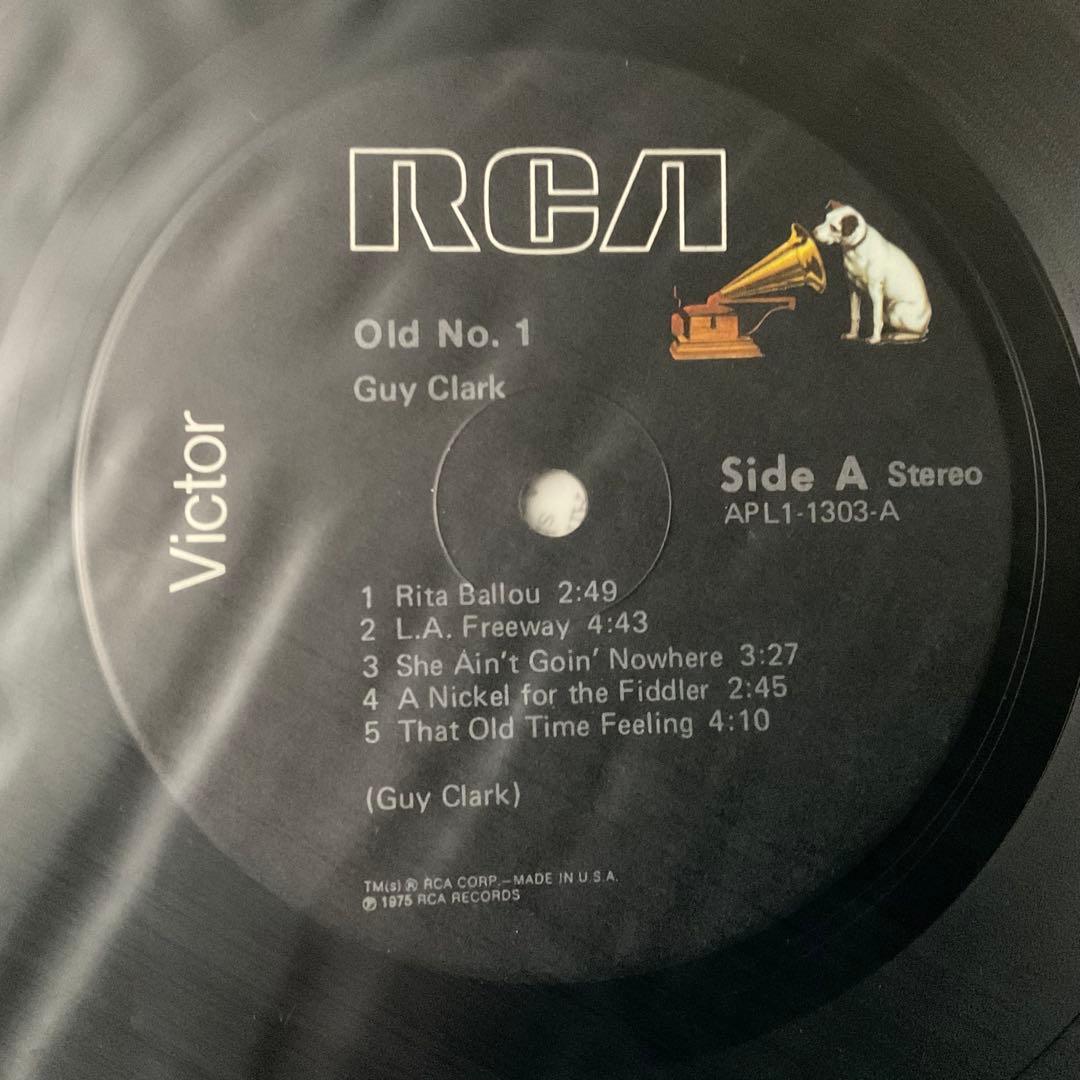 RCA
Old No. 1
Guy Clark
Victor
Side A Stereo
APL1-1303-A
1 Rita Ballou 2:49
2 L.A. Freeway 4:43
3 She Ain't Goin' Nowhere 3:27
4 A Nickel for the Fiddler 2:45
5 That Old Time Feeling 4:10
(Guy Clark)
TM(s) ® RCA CORP.—MADE IN U.S.A.
℗ 1975 RCA RECORDS